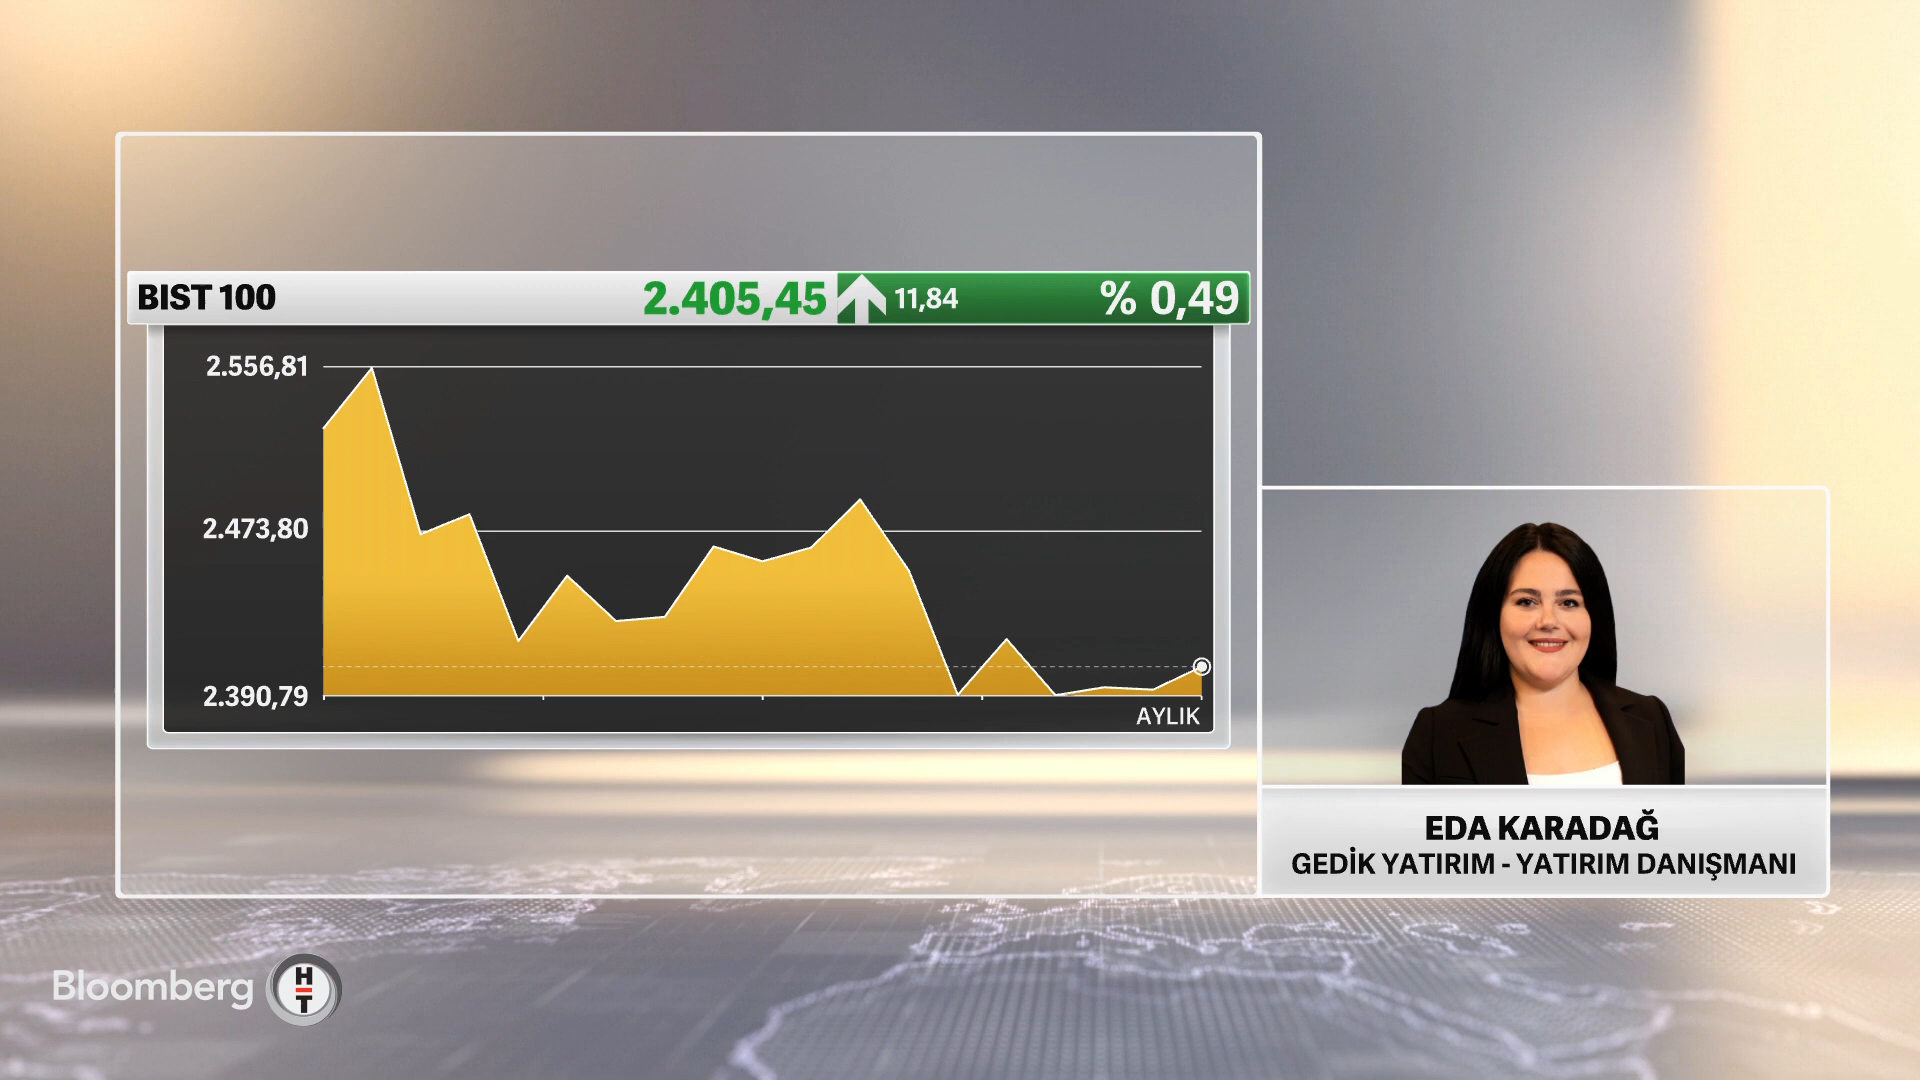 BIST 100 2.405,45 11,84 % 0,49
2.556,81
2.473,80
2.390,79
AYLIK
EDA KARADAĞ
GEDİK YATIRIM - YATIRIM DANIŞMANI
Bloomberg HT